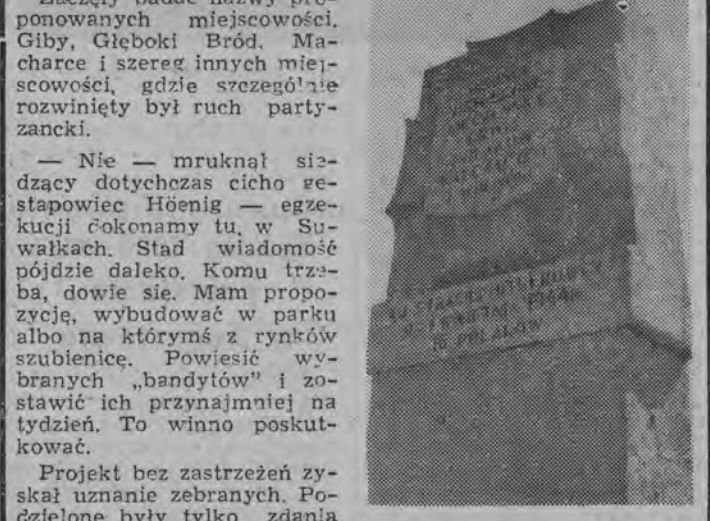 Zaczęły padać nazwy pro-
ponowanych miejscowości.
Giby, Głęboki Bród, Ma-
charce i szereg innych miej-
scowości, gdzie szczególnie
rozwinięty był ruch party-
zancki.
— Nie — mruknął sie-
dzący dotychczas cicho ge-
stapowiec Höenig — egze-
kucji dokonamy tu, w Su-
wałkach. Stad wiadomość
pójdzie daleko. Komu trze-
ba, dowie się. Mam propo-
zycję, wybudować w parku
albo na którymś z rynków
szubienicę. Powiesić wy-
branych „bandytów” i zo-
stawić ich przynajmniej na
tydzień. To winno poskut-
kować.
Projekt bez zastrzeżeń zy-
skał uznanie zebranych. Po-
dzielone były tylko zdania
1944
16 POLAKÓW